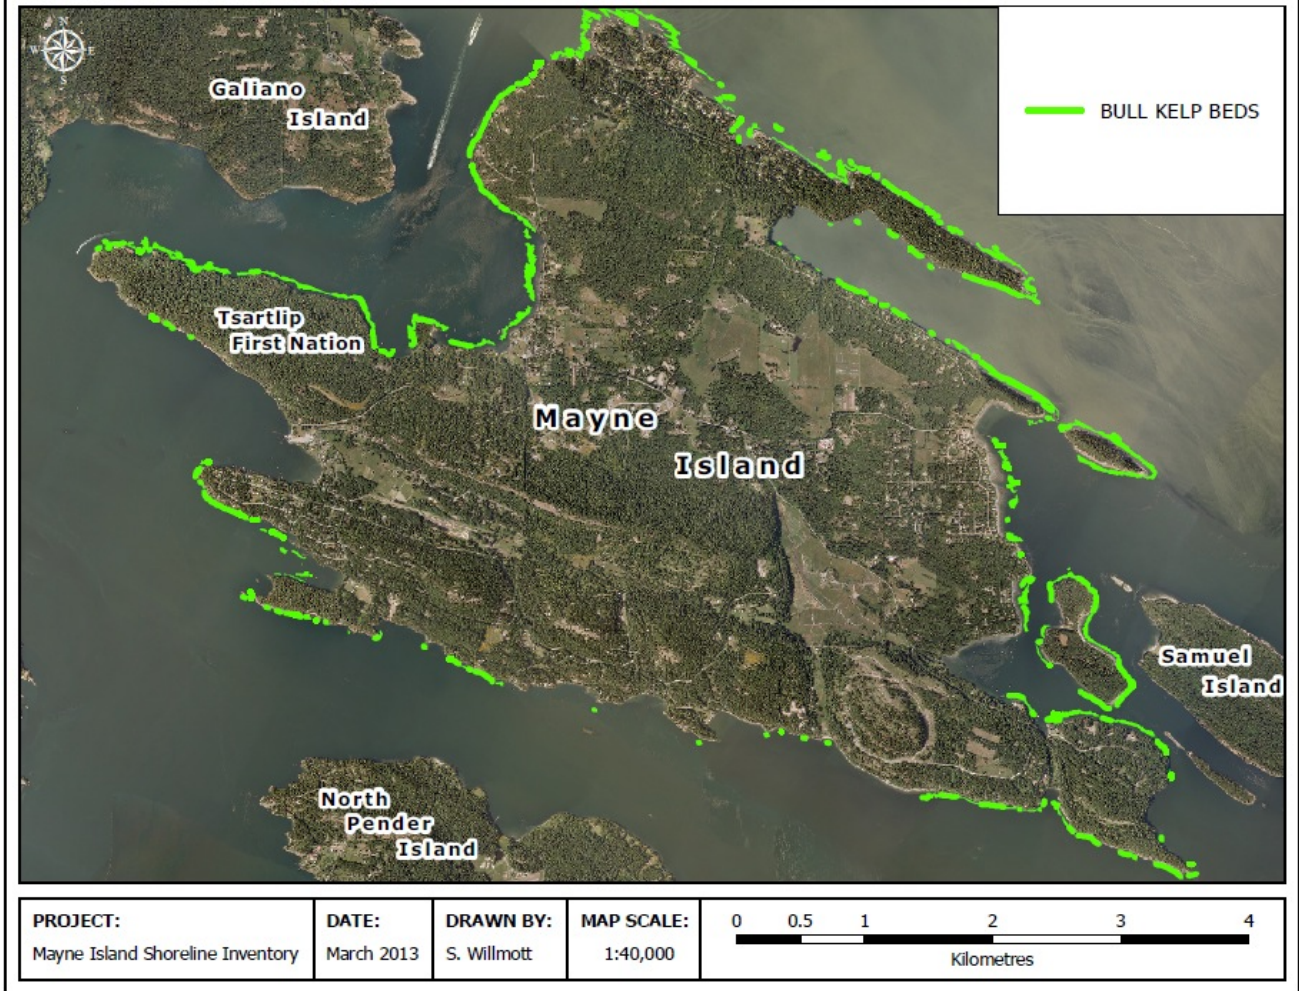 N
W E
S
Galiano
Island
BULL KELP BEDS
Tsartlip
First Nation
Mayne
Island
Samuel
Island
North
Pender
Island
PROJECT:
Mayne Island Shoreline Inventory
DATE:
March 2013
DRAWN BY:
S. Willmott
MAP SCALE:
1:40,000
0 0.5 1 2 3 4
Kilometres